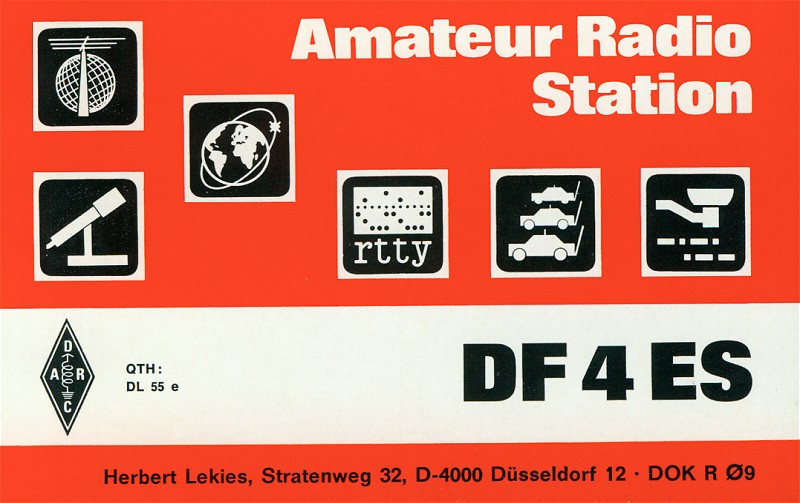 Amateur Radio
Station
rtty
D
A R
C
QTH:
DL 55 e
DF 4 ES
Herbert Lekies, Stratenweg 32, D-4000 Düsseldorf 12 · DOK R Ø9